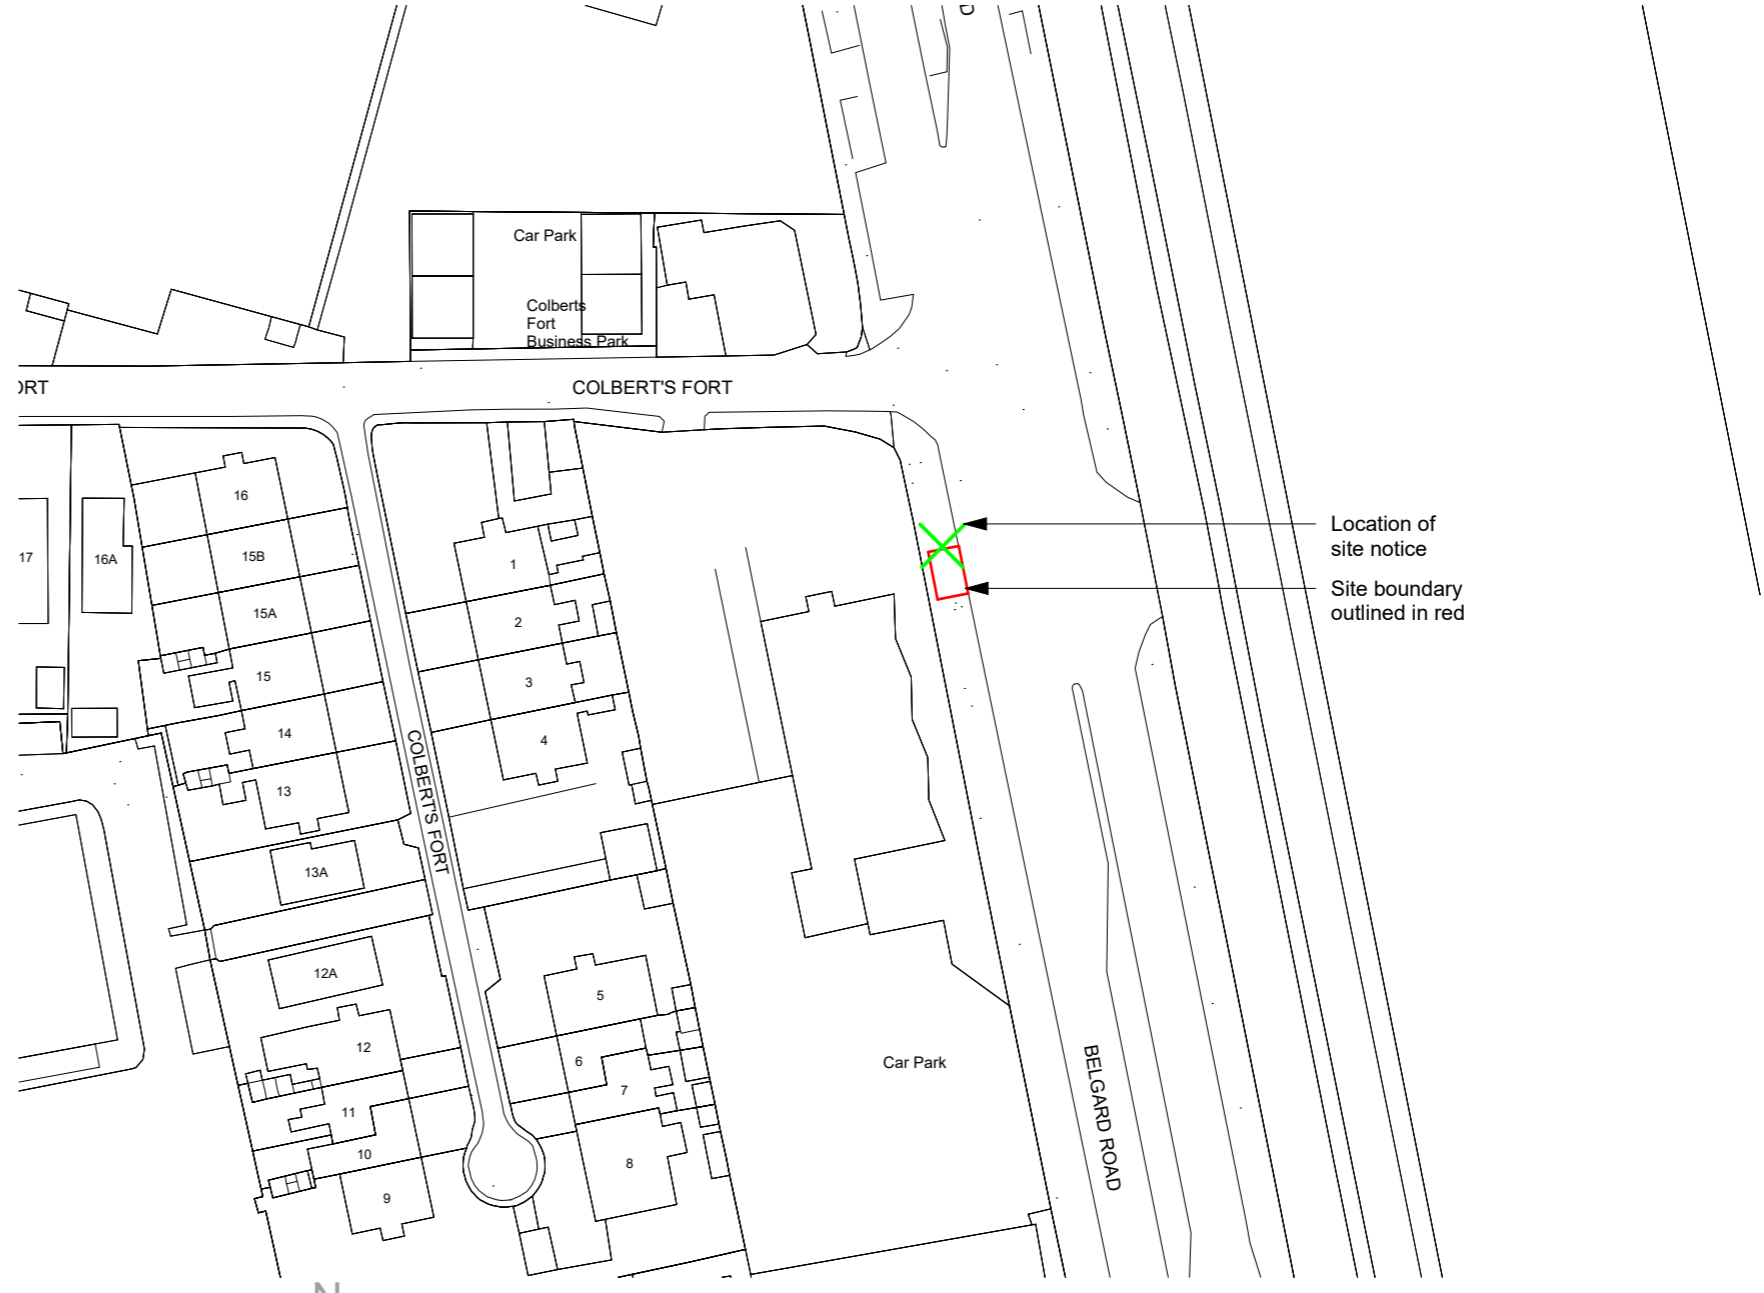 D
Car Park
Colberts
Fort
Business Park
ORT
COLBERT'S FORT
Location of
site notice
Site boundary
outlined in red
17
16A
16
15B
15A
15
14
13
13A
12A
12
11
10
9
1
2
3
4
5
6
7
8
COLBERT'S FORT
Car Park
BELGARD ROAD
N